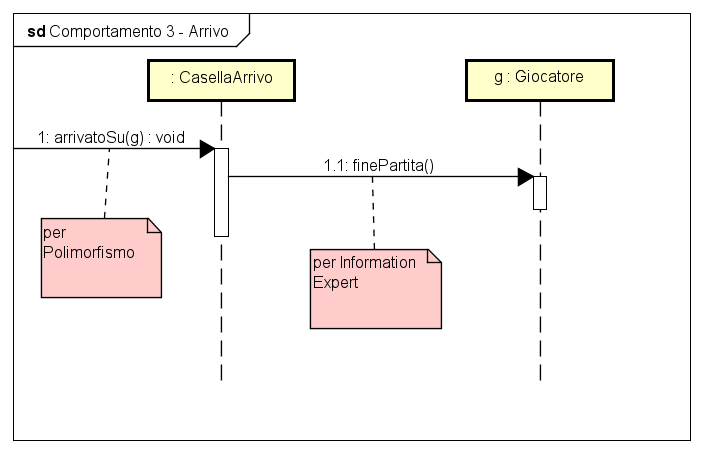 sd Comportamento 3 - Arrivo
: CasellaArrivo
g : Giocatore
1: arrivatoSu(g) : void
1.1: finePartita()
per
Polimorfismo
per Information
Expert